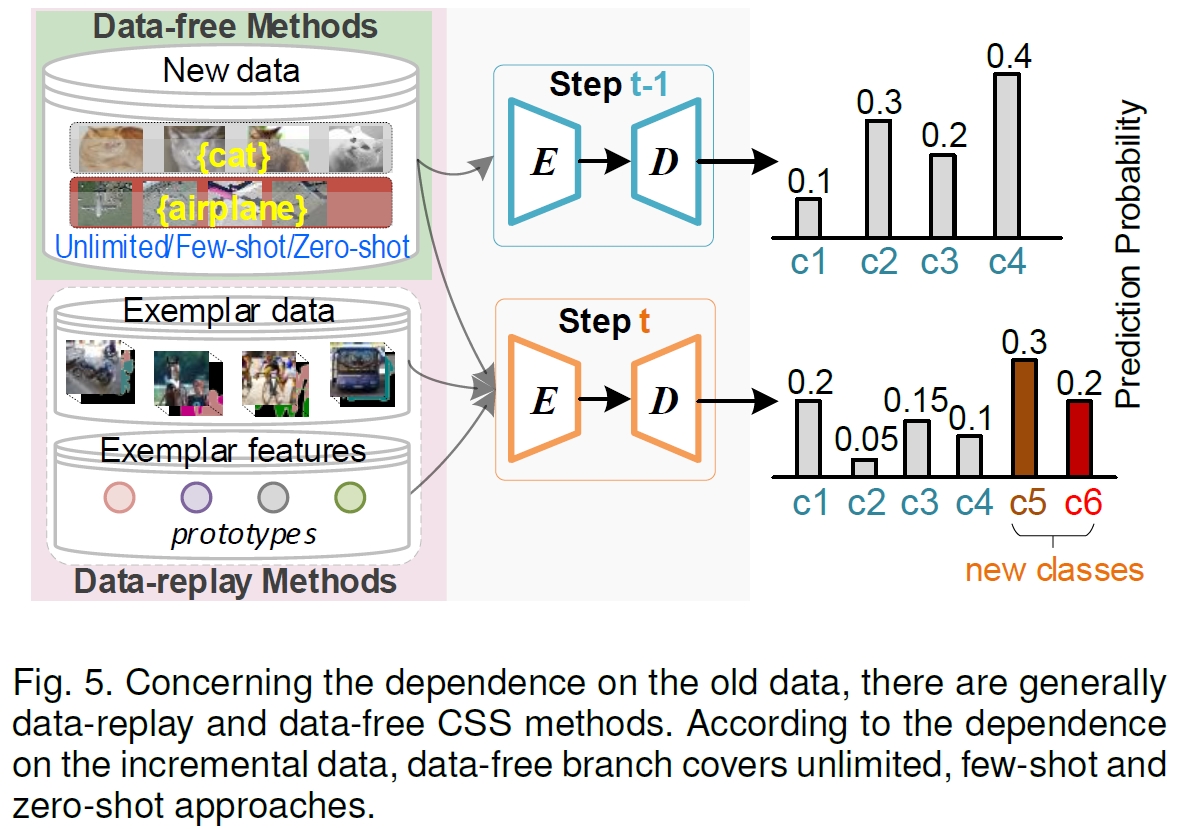 Data-free Methods
New data
{cat}
{airplane}
Unlimited/Few-shot/Zero-shot
Exemplar data
Exemplar features
prototypes
Data-replay Methods
Step t-1
E D
Step t
E D
0.1 0.3 0.2 0.4
c1 c2 c3 c4
0.2 0.05 0.15 0.1 0.3 0.2
c1 c2 c3 c4 c5 c6
new classes
Prediction Probability
Fig. 5. Concerning the dependence on the old data, there are generally
data-replay and data-free CSS methods. According to the dependence
on the incremental data, data-free branch covers unlimited, few-shot and
zero-shot approaches.